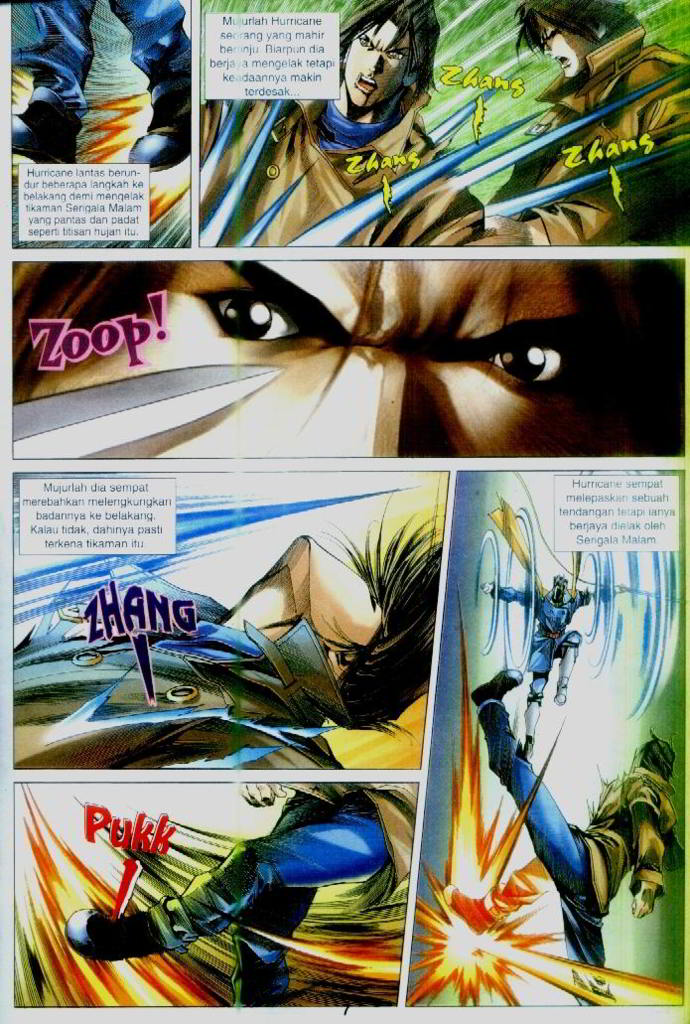 Hurricane lantas berun-
dur beberapa langkah ke
belakang demi mengelak
tikaman Serigala Malam
yang pantas dan padat
seperti titisan hujan itu.
Mujurlah Hurricane
seorang yang mahir
bertinju. Biarpun dia
berjaya mengelak tetapi
keadaannya makin
terdesak...
Zhang
Zhang
Zhang
Zoop!
Mujurlah dia sempat
merebahkan melengkungkan
badannya ke belakang.
Kalau tidak, dahinya pasti
terkena tikaman itu.
ZHANG
Hurricane sempat
melepaskan sebuah
tendangan tetapi ianya
berjaya dielak oleh
Serigala Malam.
Pukk